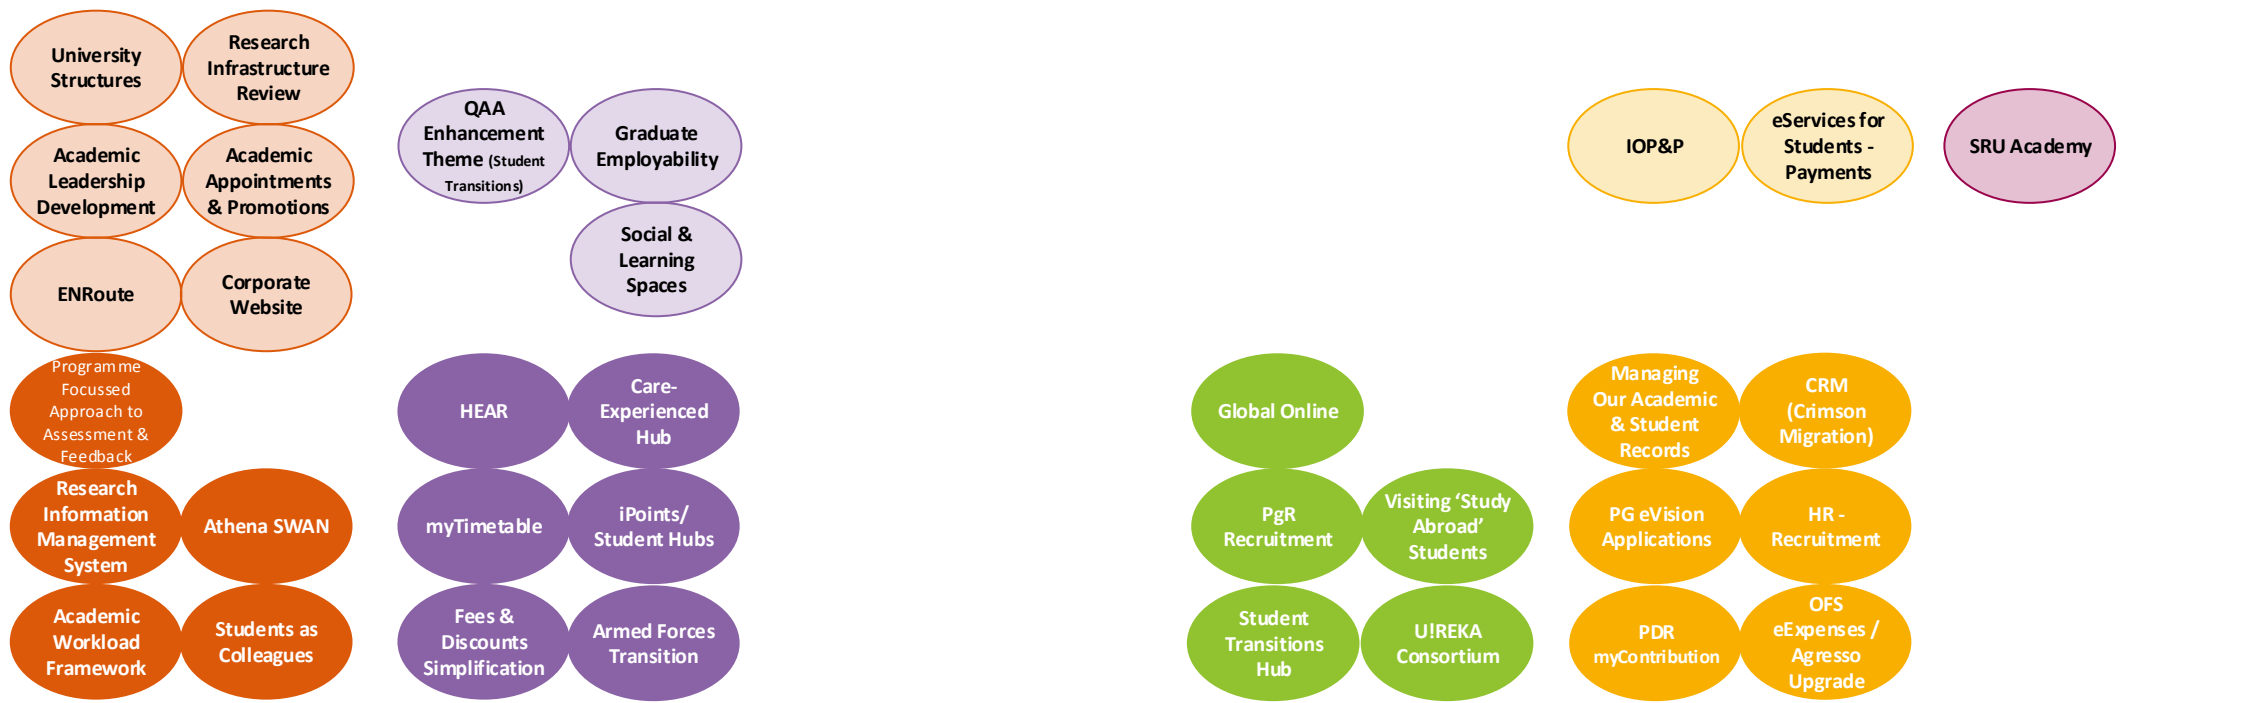 University
Structures
Research
Infrastructure
Review
Academic
Leadership
Development
Academic
Appointments
& Promotions
ENRoute
Corporate
Website
Programme
Focussed
Approach to
Assessment &
Feedback
Research
Information
Management
System
Athena SWAN
Academic
Workload
Framework
Students as
Colleagues
QAA
Enhancement
Theme (Student
Transitions)
Graduate
Employability
Social &
Learning
Spaces
HEAR
Care-
Experienced
Hub
myTimetable
iPoints/
Student Hubs
Fees &
Discounts
Simplification
Armed Forces
Transition
Global Online
PgR
Recruitment
Visiting ‘Study
Abroad’
Students
Student
Transitions
Hub
U!REKA
Consortium
IOP&P
eServices for
Students -
Payments
SRU Academy
Managing
Our Academic
& Student
Records
CRM
(Crimson
Migration)
PG eVision
Applications
HR -
Recruitment
PDR
myContribution
OFS
eExpenses /
Agresso
Upgrade